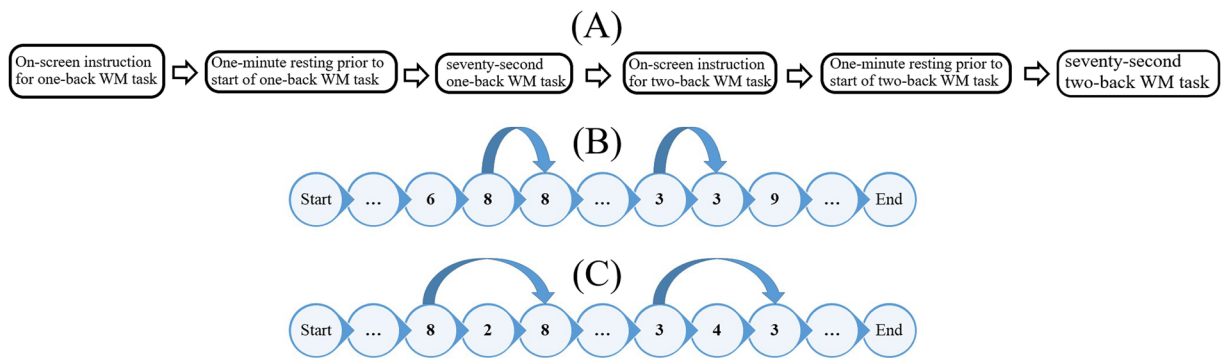 (A)
On-screen instruction
for one-back WM task
One-minute resting prior to
start of one-back WM task
seventy-second
one-back WM task
On-screen instruction
for two-back WM task
One-minute resting prior to
start of two-back WM task
seventy-second
two-back WM task
(B)
Start ... 6 8 8 ... 3 3 9 ... End
(C)
Start ... 8 2 8 ... 3 4 3 ... End